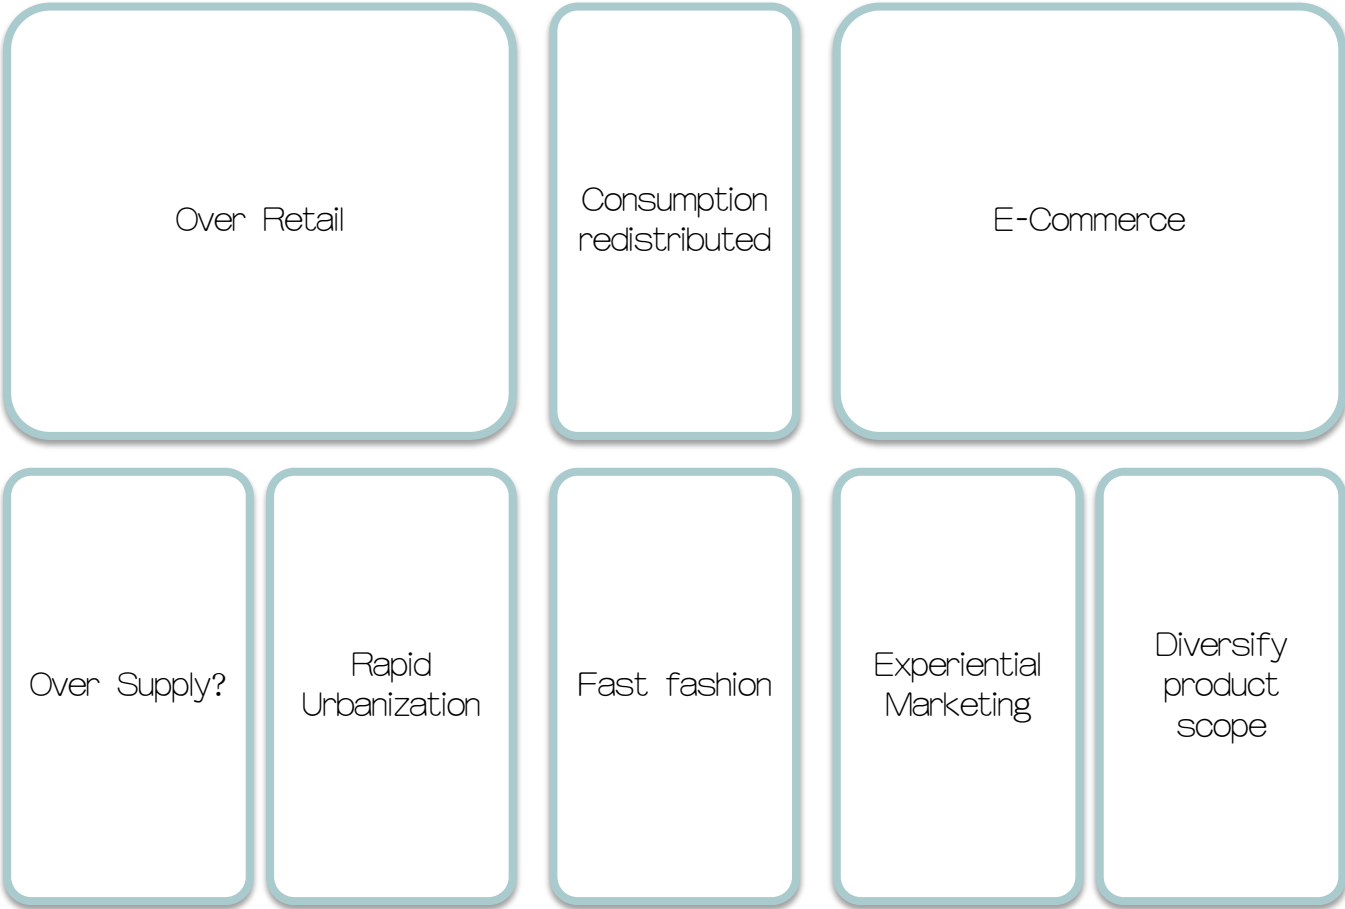 Over Retail
Consumption
redistributed
E-Commerce
Over Supply?
Rapid
Urbanization
Fast fashion
Experiential
Marketing
Diversify
product
scope